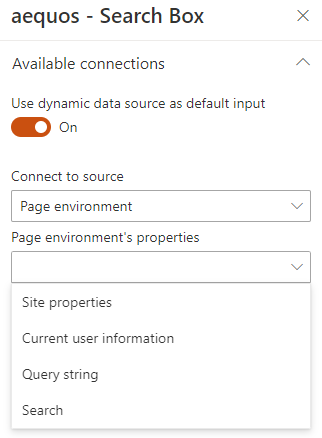 aequos - Search Box
Available connections
Use dynamic data source as default input
On
Connect to source
Page environment
Page environment's properties
Site properties
Current user information
Query string
Search